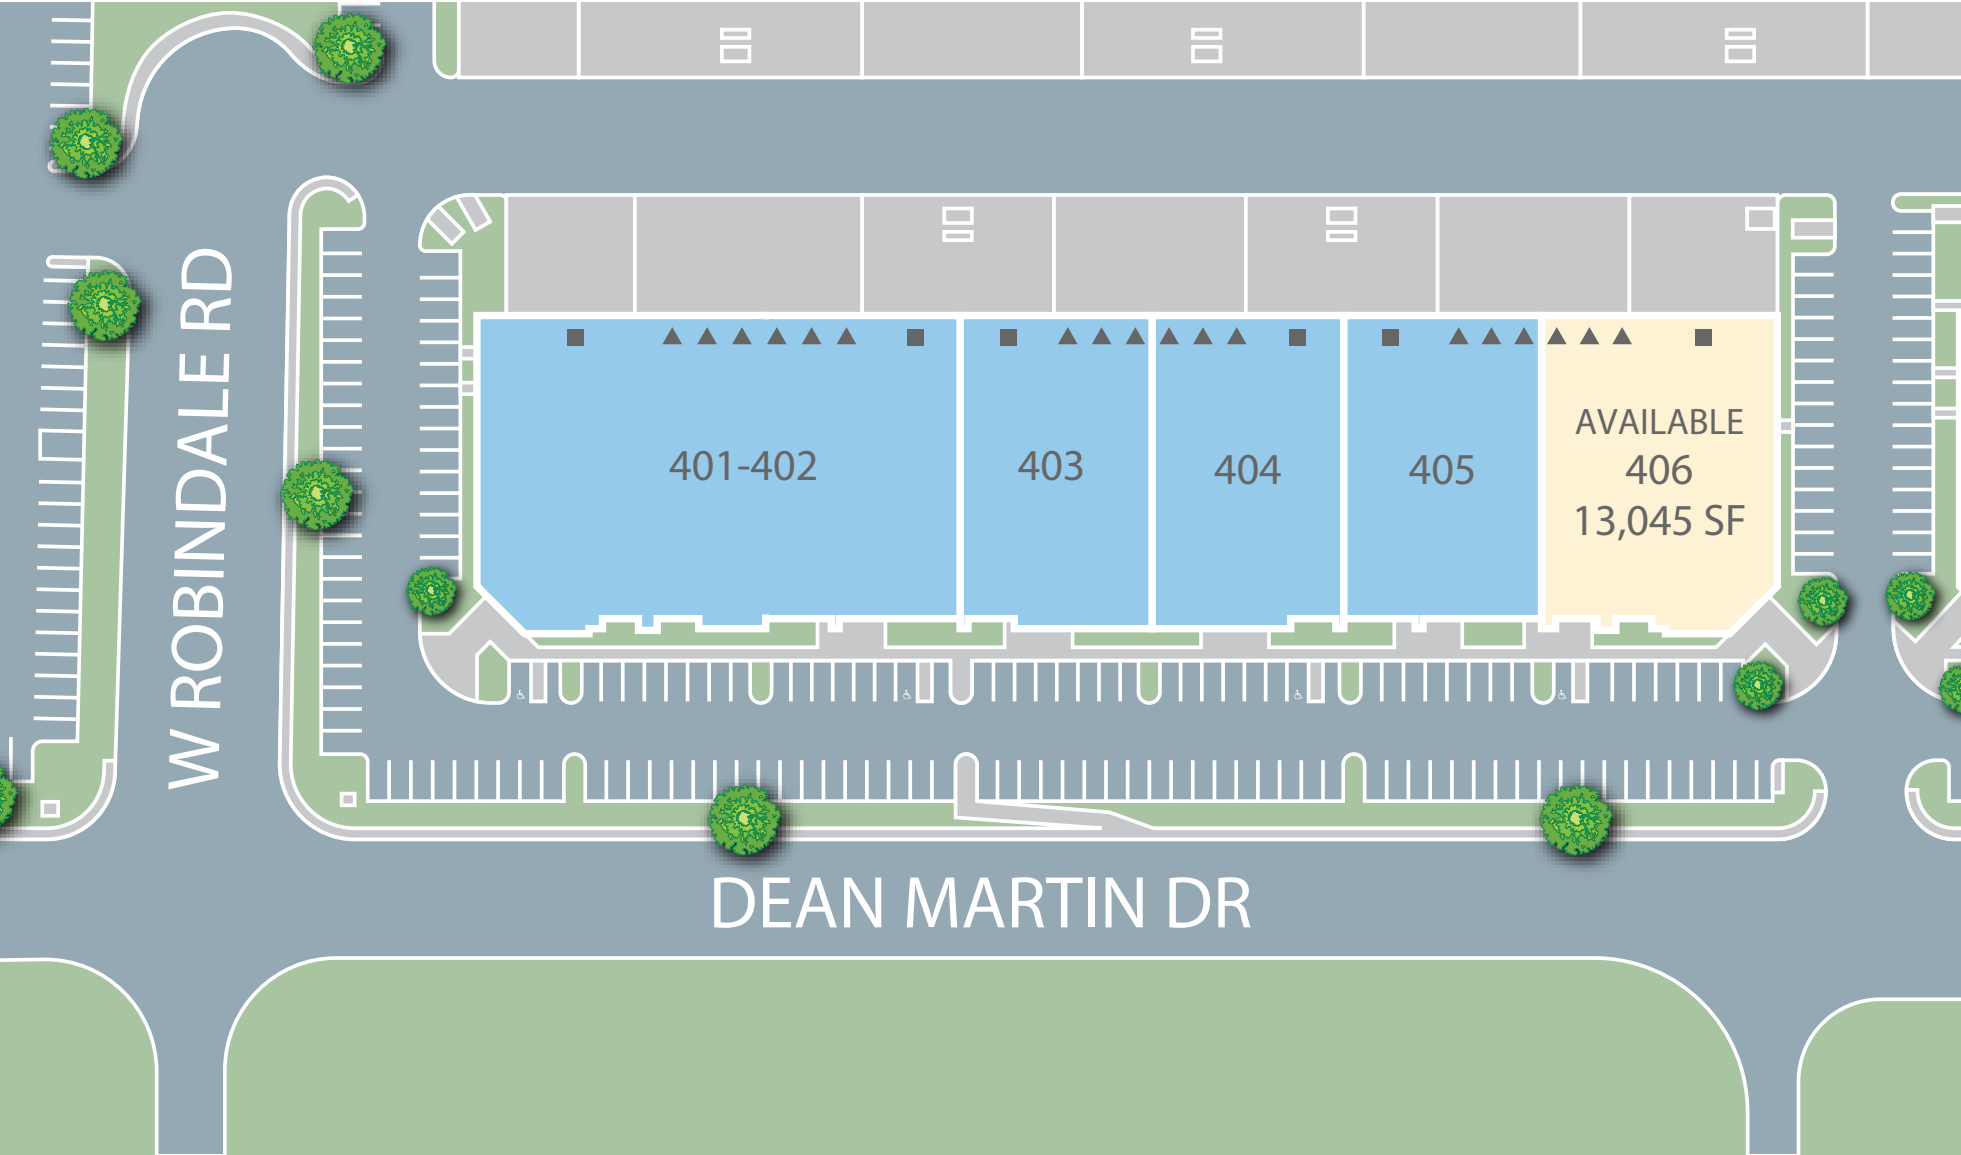 W ROBINDALE RD
401-402
403
404
405
AVAILABLE
406
13,045 SF
DEAN MARTIN DR